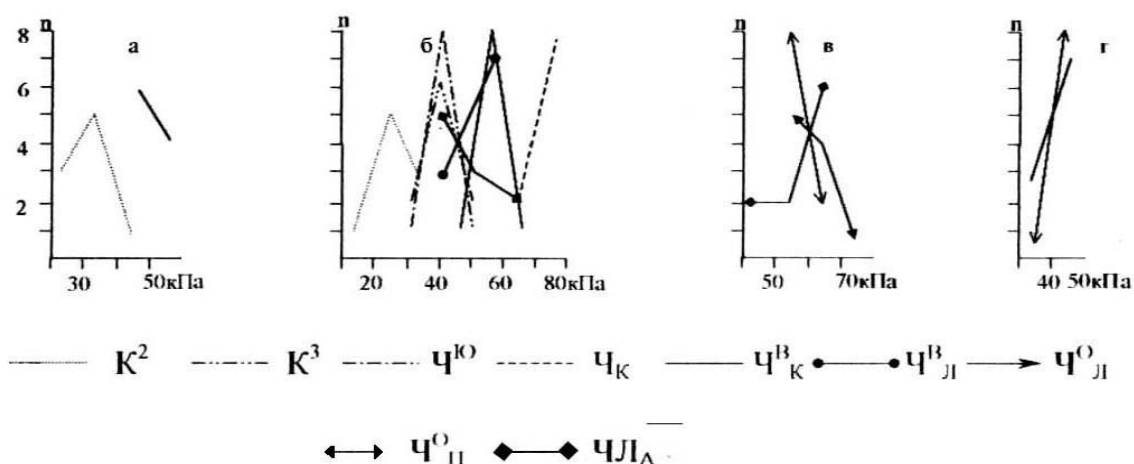 n а n б n в n г
8
6
4
2
30 50кПа 20 40 60 80кПа 50 70кПа 40 50кПа
К² К³ Ч^Ю Ч_К Ч^В_К Ч^В_Л Ч^О_Л
Ч^О_Ц ЧЛ_А